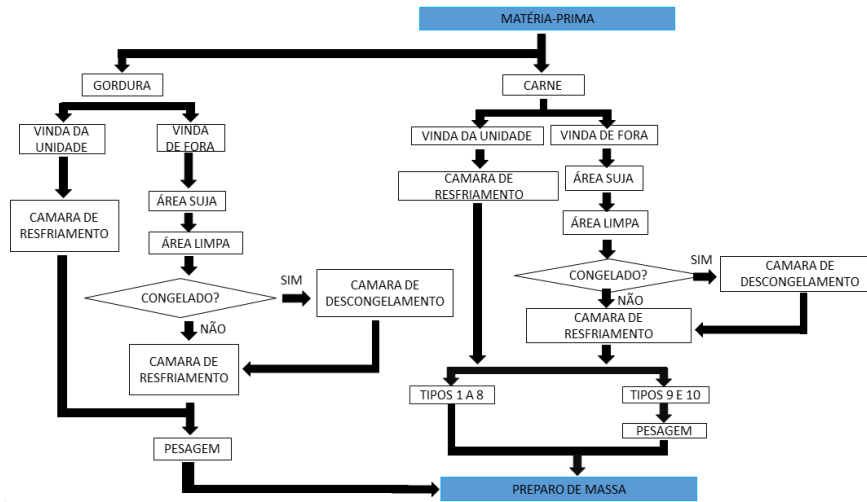 MATÉRIA-PRIMA
GORDURA
CARNE
VINDA DA
UNIDADE
VINDA
DE FORA
VINDA DA UNIDADE
VINDA DE FORA
CAMARA DE
RESFRIAMENTO
ÁREA SUJA
ÁREA SUJA
CAMARA DE
RESFRIAMENTO
ÁREA LIMPA
ÁREA LIMPA
CONGELADO?
SIM
CAMARA DE
DESCONGELAMENTO
CONGELADO?
SIM
CAMARA DE
DESCONGELAMENTO
NÃO
NÃO
CAMARA DE
RESFRIAMENTO
CAMARA DE
RESFRIAMENTO
TIPOS 1 A 8
TIPOS 9 E 10
PESAGEM
PESAGEM
PREPARO DE MASSA